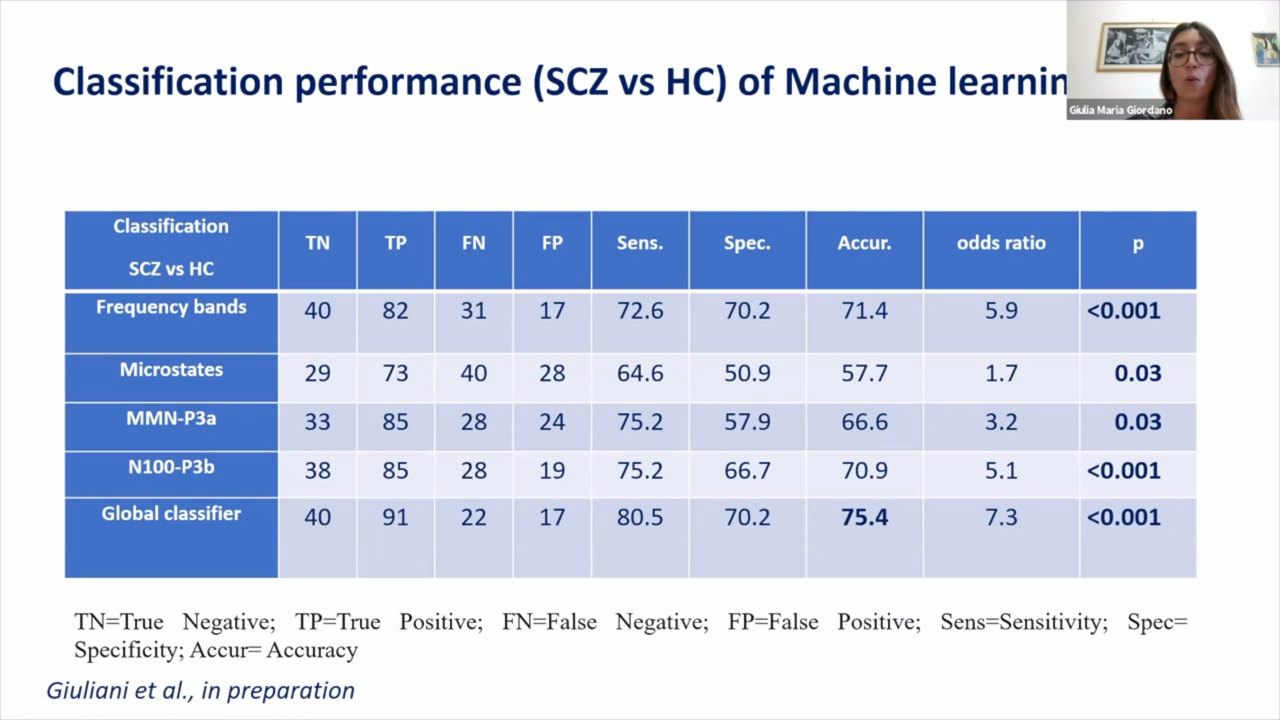 Classification performance (SCZ vs HC) of Machine learnin
Giulia Maria Giordano
Classification SCZ vs HC TN TP FN FP Sens. Spec. Accur. odds ratio p
Frequency bands 40 82 31 17 72.6 70.2 71.4 5.9 <0.001
Microstates 29 73 40 28 64.6 50.9 57.7 1.7 0.03
MMN-P3a 33 85 28 24 75.2 57.9 66.6 3.2 0.03
N100-P3b 38 85 28 19 75.2 66.7 70.9 5.1 <0.001
Global classifier 40 91 22 17 80.5 70.2 75.4 7.3 <0.001
TN=True Negative; TP=True Positive; FN=False Negative; FP=False Positive; Sens=Sensitivity; Spec=
Specificity; Accur= Accuracy
Giuliani et al., in preparation